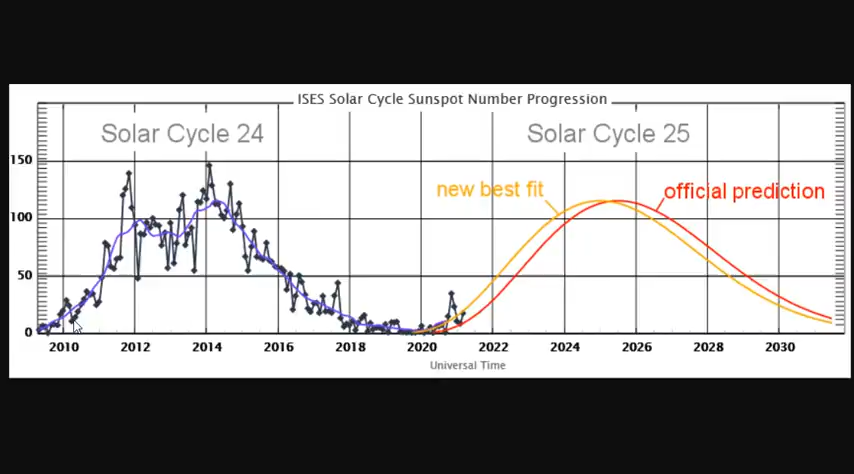 ISES Solar Cycle Sunspot Number Progression
Solar Cycle 24
Solar Cycle 25
150
new best fit
official prediction
100
50
0
2010 2012 2014 2016 2018 2020 2022 2024 2026 2028 2030
Universal Time